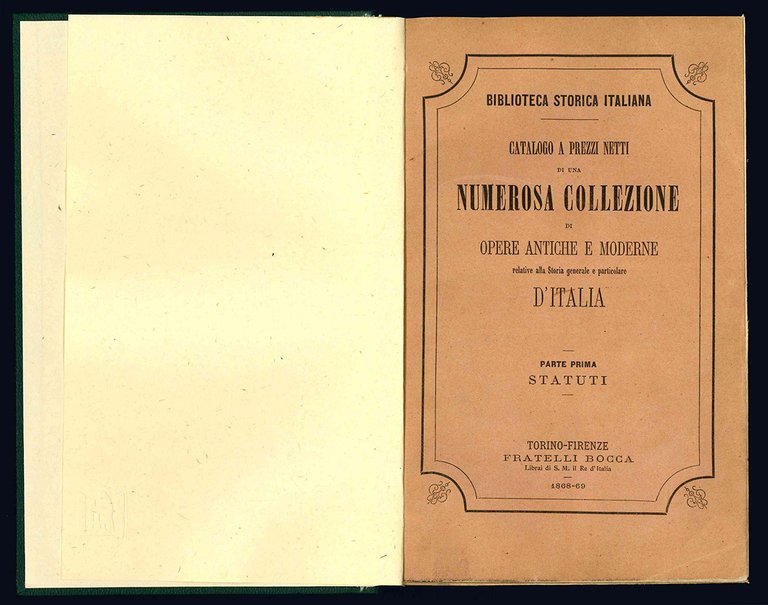 BIBLIOTECA STORICA ITALIANA
CATALOGO A PREZZI NETTI
DI UNA
NUMEROSA COLLEZIONE
DI
OPERE ANTICHE E MODERNE
relative alla Storia generale e particolare
D'ITALIA
PARTE PRIMA
STATUTI
TORINO-FIRENZE
FRATELLI BOCCA
Librai di S. M. il Re d'Italia
1868-69